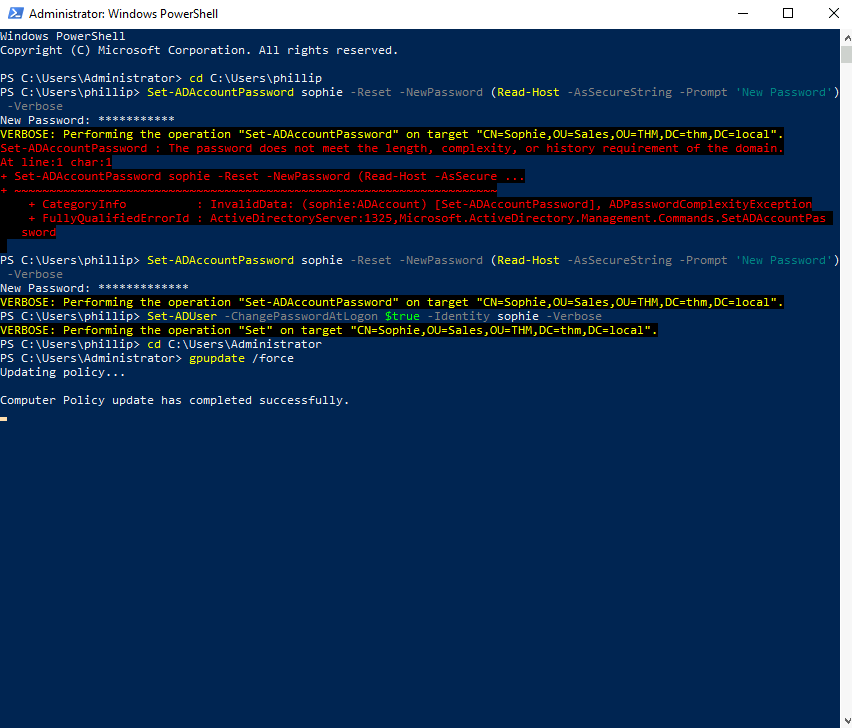 Administrator: Windows PowerShell
Windows PowerShell
Copyright (C) Microsoft Corporation. All rights reserved.
PS C:\Users\Administrator> cd C:\Users\phillip
PS C:\Users\phillip> Set-ADAccountPassword sophie -Reset -NewPassword (Read-Host -AsSecureString -Prompt 'New Password')
 -Verbose
New Password: ***********
VERBOSE: Performing the operation "Set-ADAccountPassword" on target "CN=Sophie,OU=Sales,OU=THM,DC=thm,DC=local".
Set-ADAccountPassword : The password does not meet the length, complexity, or history requirement of the domain.
At line:1 char:1
+ Set-ADAccountPassword sophie -Reset -NewPassword (Read-Host -AsSecure ...
+ ~~~~~~~~~~~~~~~~~~~~~~~~~~~~~~~~~~~~~~~~~~~~~~~~~~~~~~~~~~~~~~~~~~~~~
    + CategoryInfo          : InvalidData: (sophie:ADAccount) [Set-ADAccountPassword], ADPasswordComplexityException
    + FullyQualifiedErrorId : ActiveDirectoryServer:1325,Microsoft.ActiveDirectory.Management.Commands.SetADAccountPas
   sword
PS C:\Users\phillip> Set-ADAccountPassword sophie -Reset -NewPassword (Read-Host -AsSecureString -Prompt 'New Password')
 -Verbose
New Password: *************
VERBOSE: Performing the operation "Set-ADAccountPassword" on target "CN=Sophie,OU=Sales,OU=THM,DC=thm,DC=local".
PS C:\Users\phillip> Set-ADUser -ChangePasswordAtLogon $true -Identity sophie -Verbose
VERBOSE: Performing the operation "Set" on target "CN=Sophie,OU=Sales,OU=THM,DC=thm,DC=local".
PS C:\Users\phillip> cd C:\Users\Administrator
PS C:\Users\Administrator> gpupdate /force
Updating policy...
Computer Policy update has completed successfully.